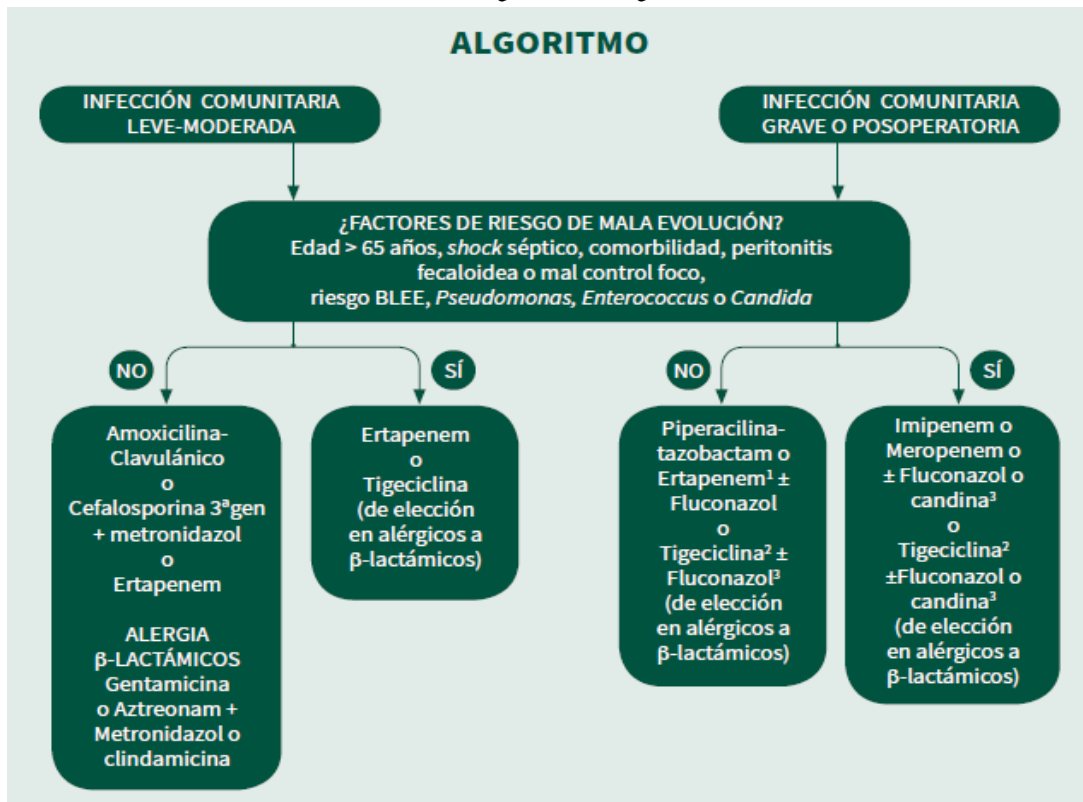 ALGORITMO
INFECCIÓN COMUNITARIA
LEVE-MODERADA
INFECCIÓN COMUNITARIA
GRAVE O POSOPERATORIA
¿FACTORES DE RIESGO DE MALA EVOLUCIÓN?
Edad > 65 años, shock séptico, comorbilidad, peritonitis
fecaloidea o mal control foco,
riesgo BLEE, Pseudomonas, Enterococcus o Candida
NO
Amoxicilina-
Clavulánico
o
Cefalosporina 3ªgen
+ metronidazol
o
Ertapenem
ALERGIA
β-LACTÁMICOS
Gentamicina
o Aztreonam +
Metronidazol o
clindamicina
SÍ
Ertapenem
o
Tigeciclina
(de elección
en alérgicos a
β-lactámicos)
NO
Piperacilina-
tazobactam o
Ertapenem¹ ±
Fluconazol
o
Tigeciclina² ±
Fluconazol³
(de elección
en alérgicos a
β-lactámicos)
SÍ
Imipenem o
Meropenem o
± Fluconazol o
candina³
o
Tigeciclina²
±Fluconazol o
candina³
(de elección
en alérgicos a
β-lactámicos)